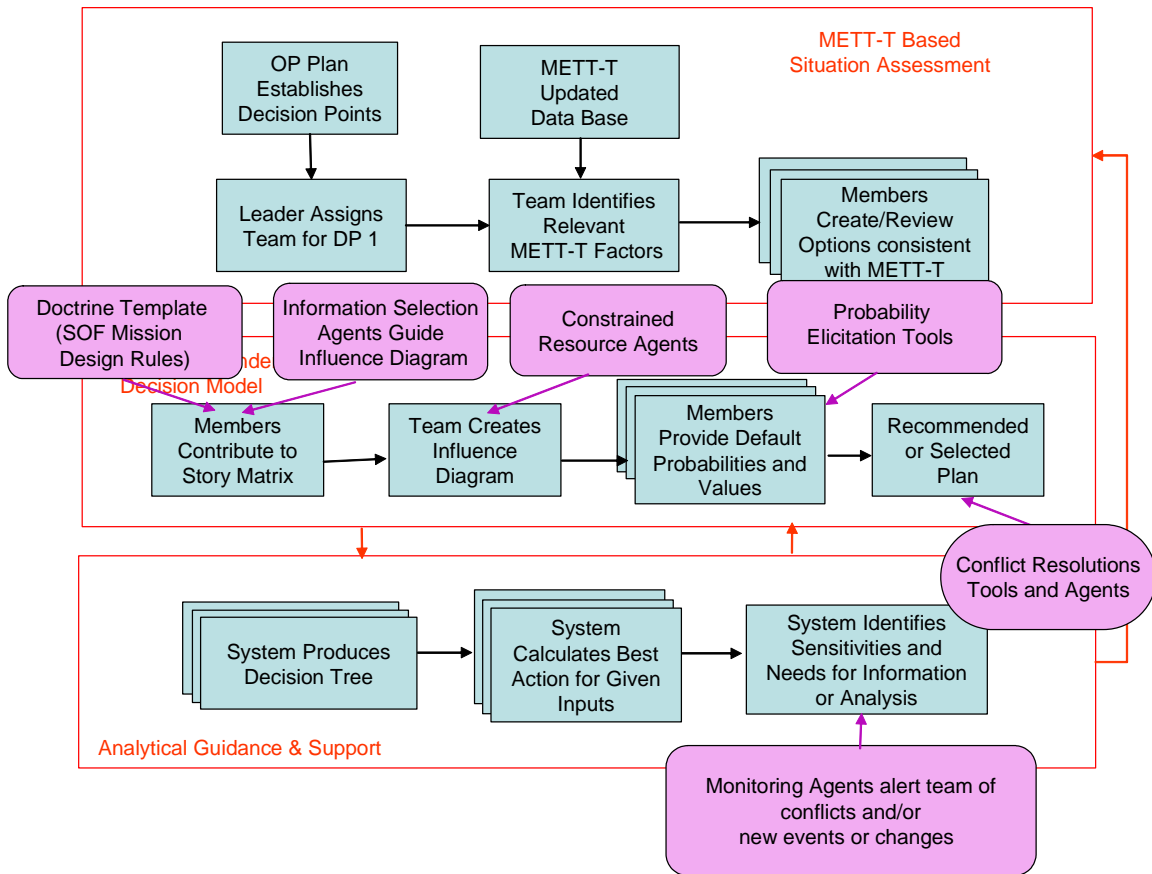 METT-T Based
Situation Assessment
OP Plan
Establishes
Decision Points
METT-T
Updated
Data Base
Leader Assigns
Team for DP 1
Team Identifies
Relevant
METT-T Factors
Members
Create/Review
Options consistent
with METT-T
Doctrine Template
(SOF Mission
Design Rules)
Information Selection
Agents Guide
Influence Diagram
Constrained
Resource Agents
Probability
Elicitation Tools
Decision Model
Members
Contribute to
Story Matrix
Team Creates
Influence
Diagram
Members
Provide Default
Probabilities and
Values
Recommended
or Selected
Plan
Conflict Resolutions
Tools and Agents
System Produces
Decision Tree
System
Calculates Best
Action for Given
Inputs
System Identifies
Sensitivities and
Needs for Information
or Analysis
Analytical Guidance & Support
Monitoring Agents alert team of
conflicts and/or
new events or changes